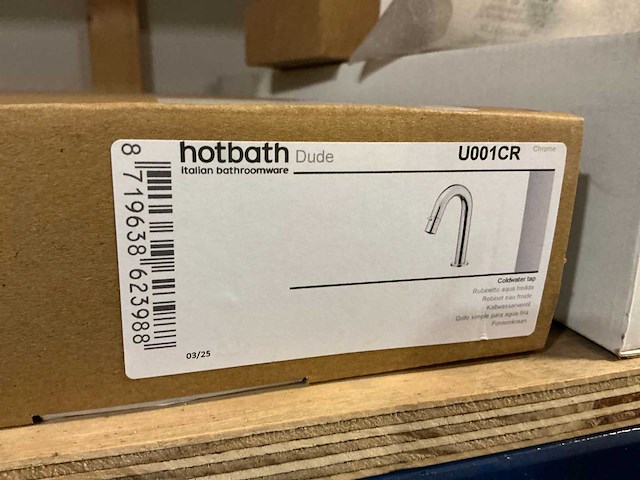 hotbath Dude
italian bathroomware
U001CR
Chrome
8 719638 623988
Coldwater tap
Rubinetto aqua fredda
Robinet eau froide
Kaltwasserventil
Grifo simple para agua fria
Fonteinkraan
03/25